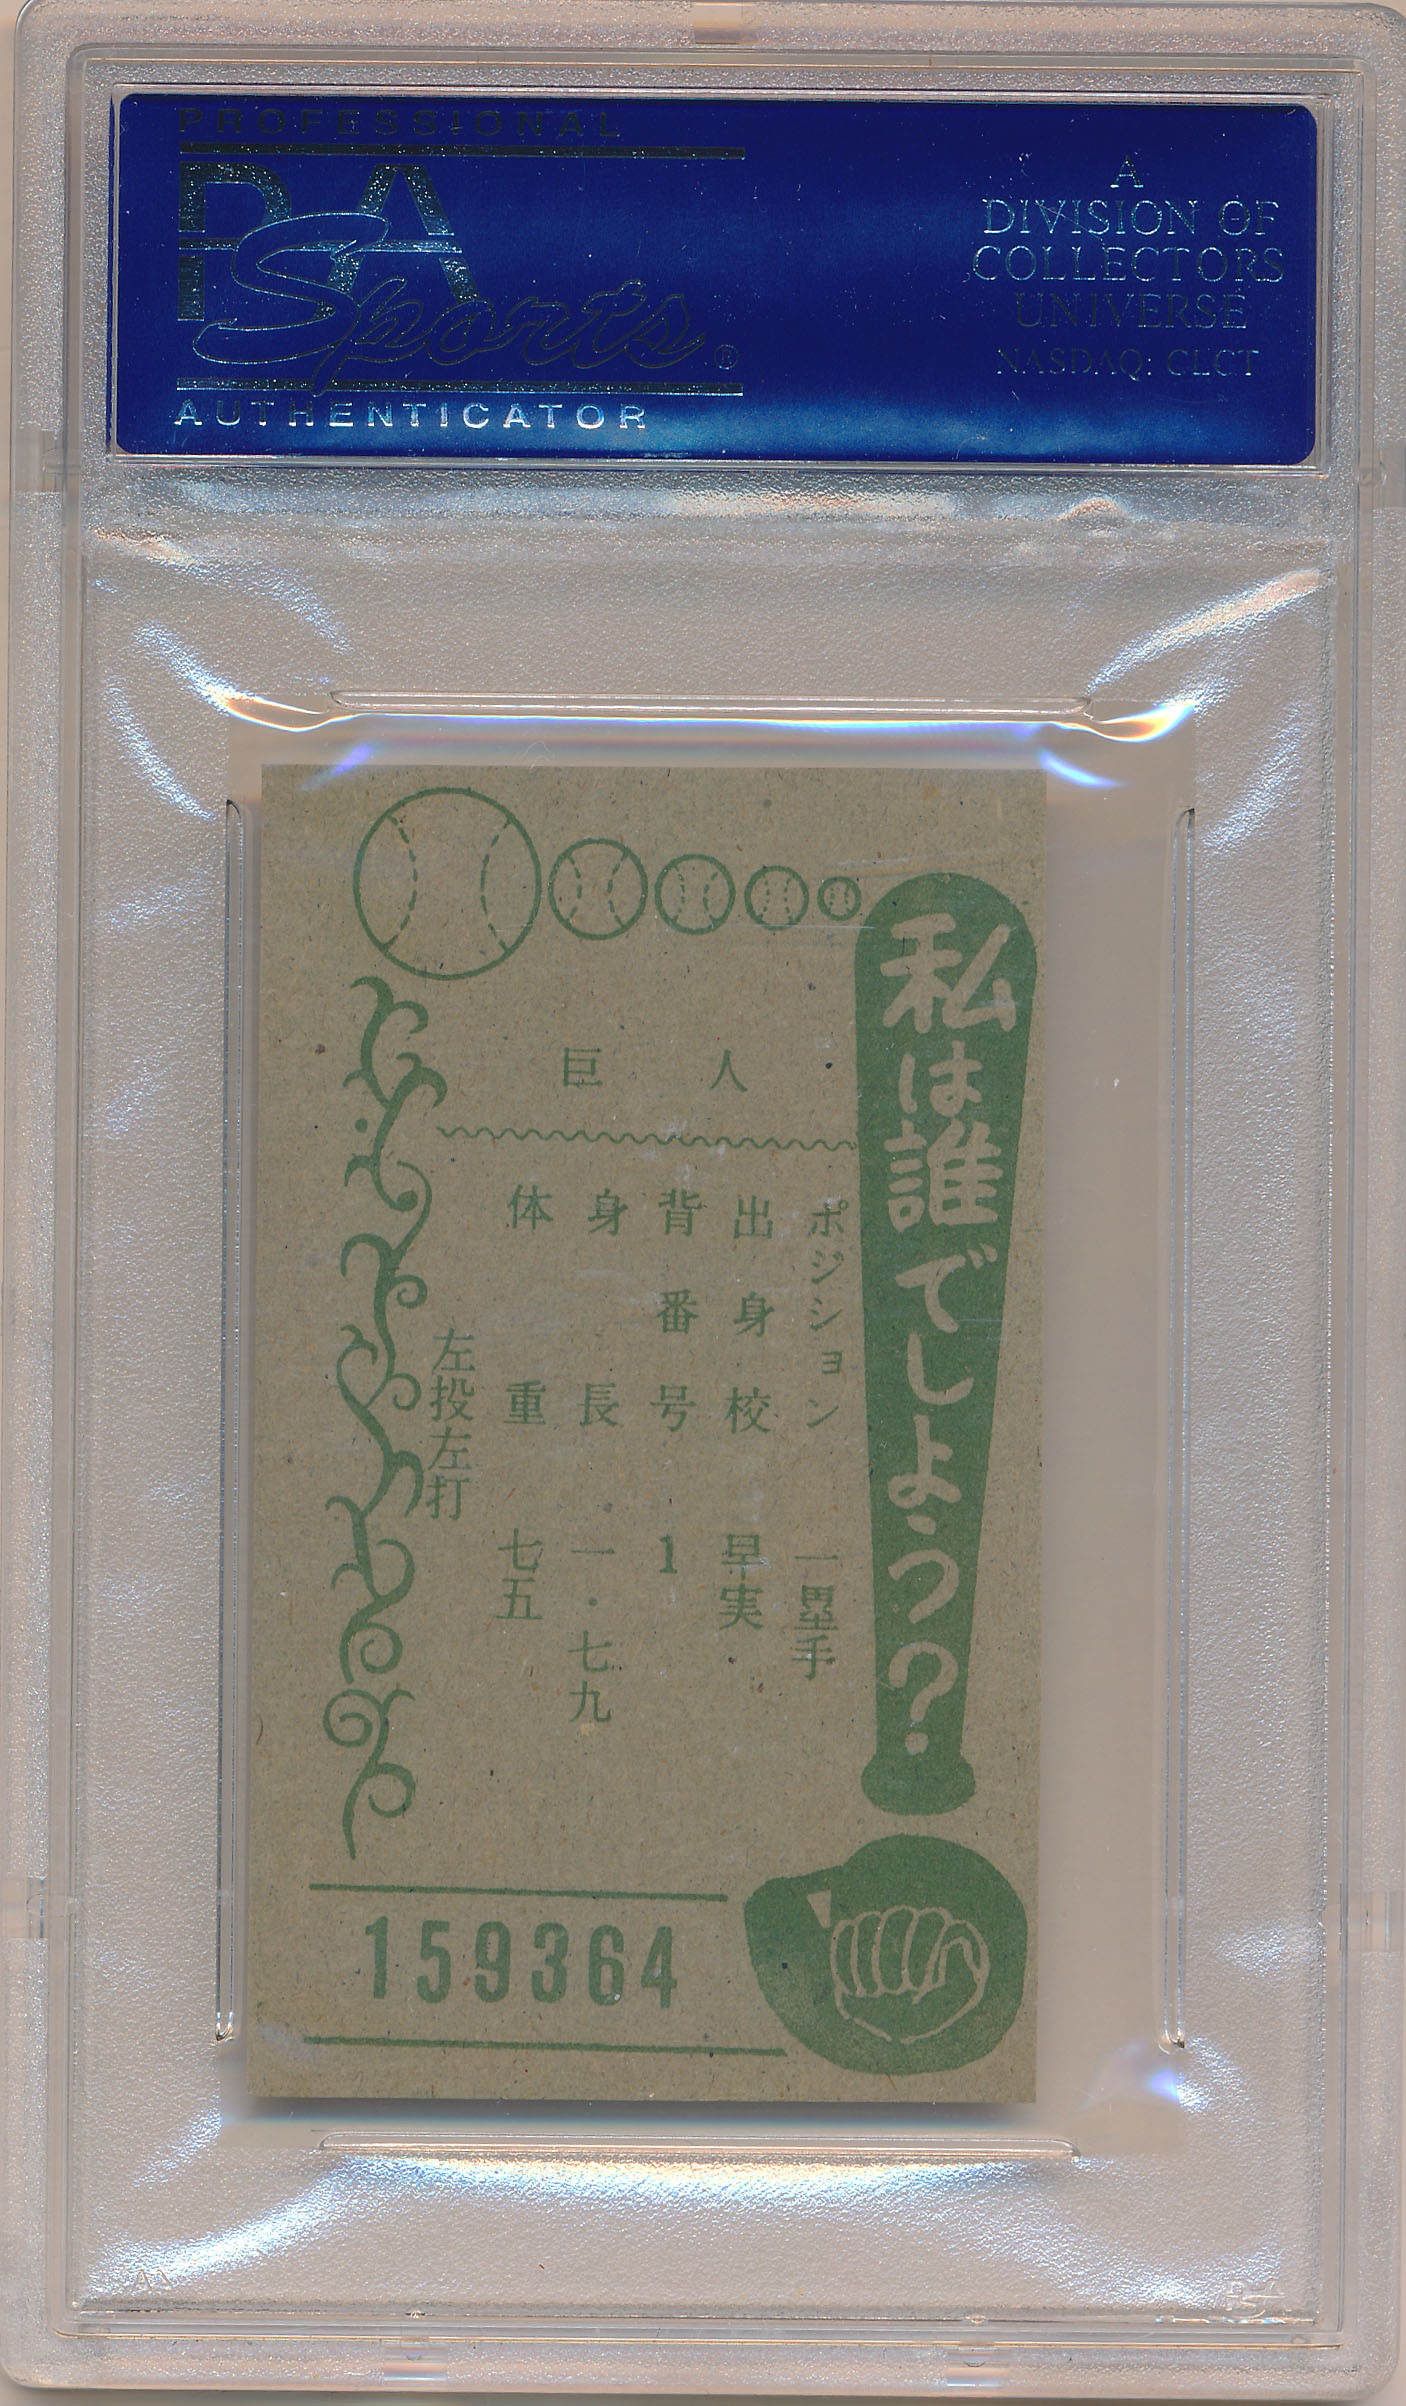 PROFESSIONAL
PSA
Sports®
AUTHENTICATOR
A
DIVISION OF
COLLECTORS
UNIVERSE
NASDAQ: CLCT
私は誰でしょう?
巨人
ポジション 一塁手
出身校 早実
背番号 1
身長 一・七九
体重 七五
左投左打
159364
PSA